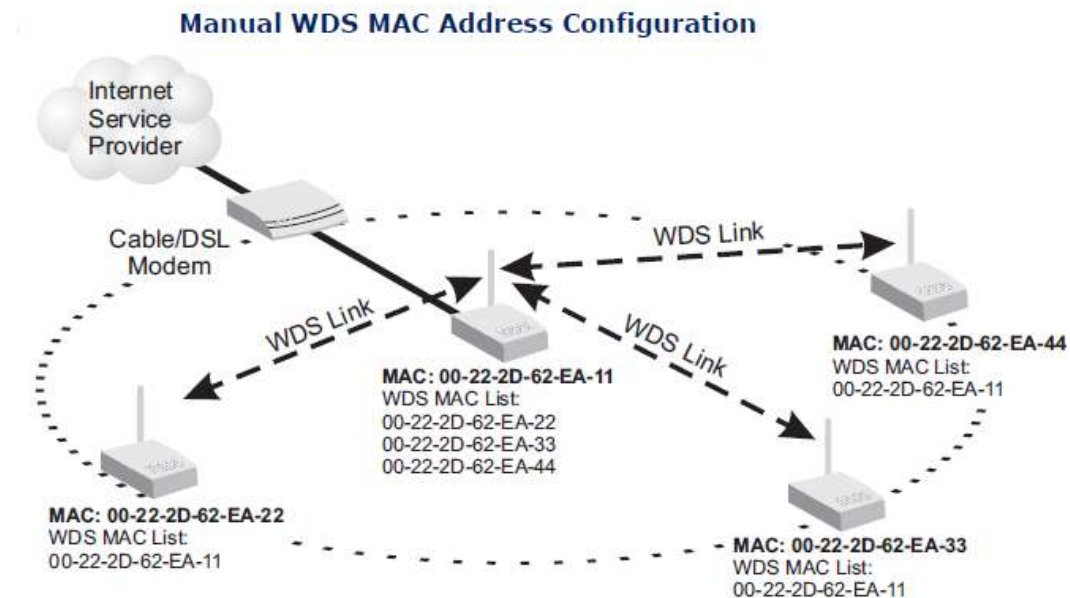 Manual WDS MAC Address Configuration
Internet
Service
Provider
Cable/DSL
Modem
WDS Link
WDS Link
WDS Link
MAC: 00-22-2D-62-EA-44
WDS MAC List:
00-22-2D-62-EA-11
MAC: 00-22-2D-62-EA-11
WDS MAC List:
00-22-2D-62-EA-22
00-22-2D-62-EA-33
00-22-2D-62-EA-44
MAC: 00-22-2D-62-EA-22
WDS MAC List:
00-22-2D-62-EA-11
MAC: 00-22-2D-62-EA-33
WDS MAC List:
00-22-2D-62-EA-11